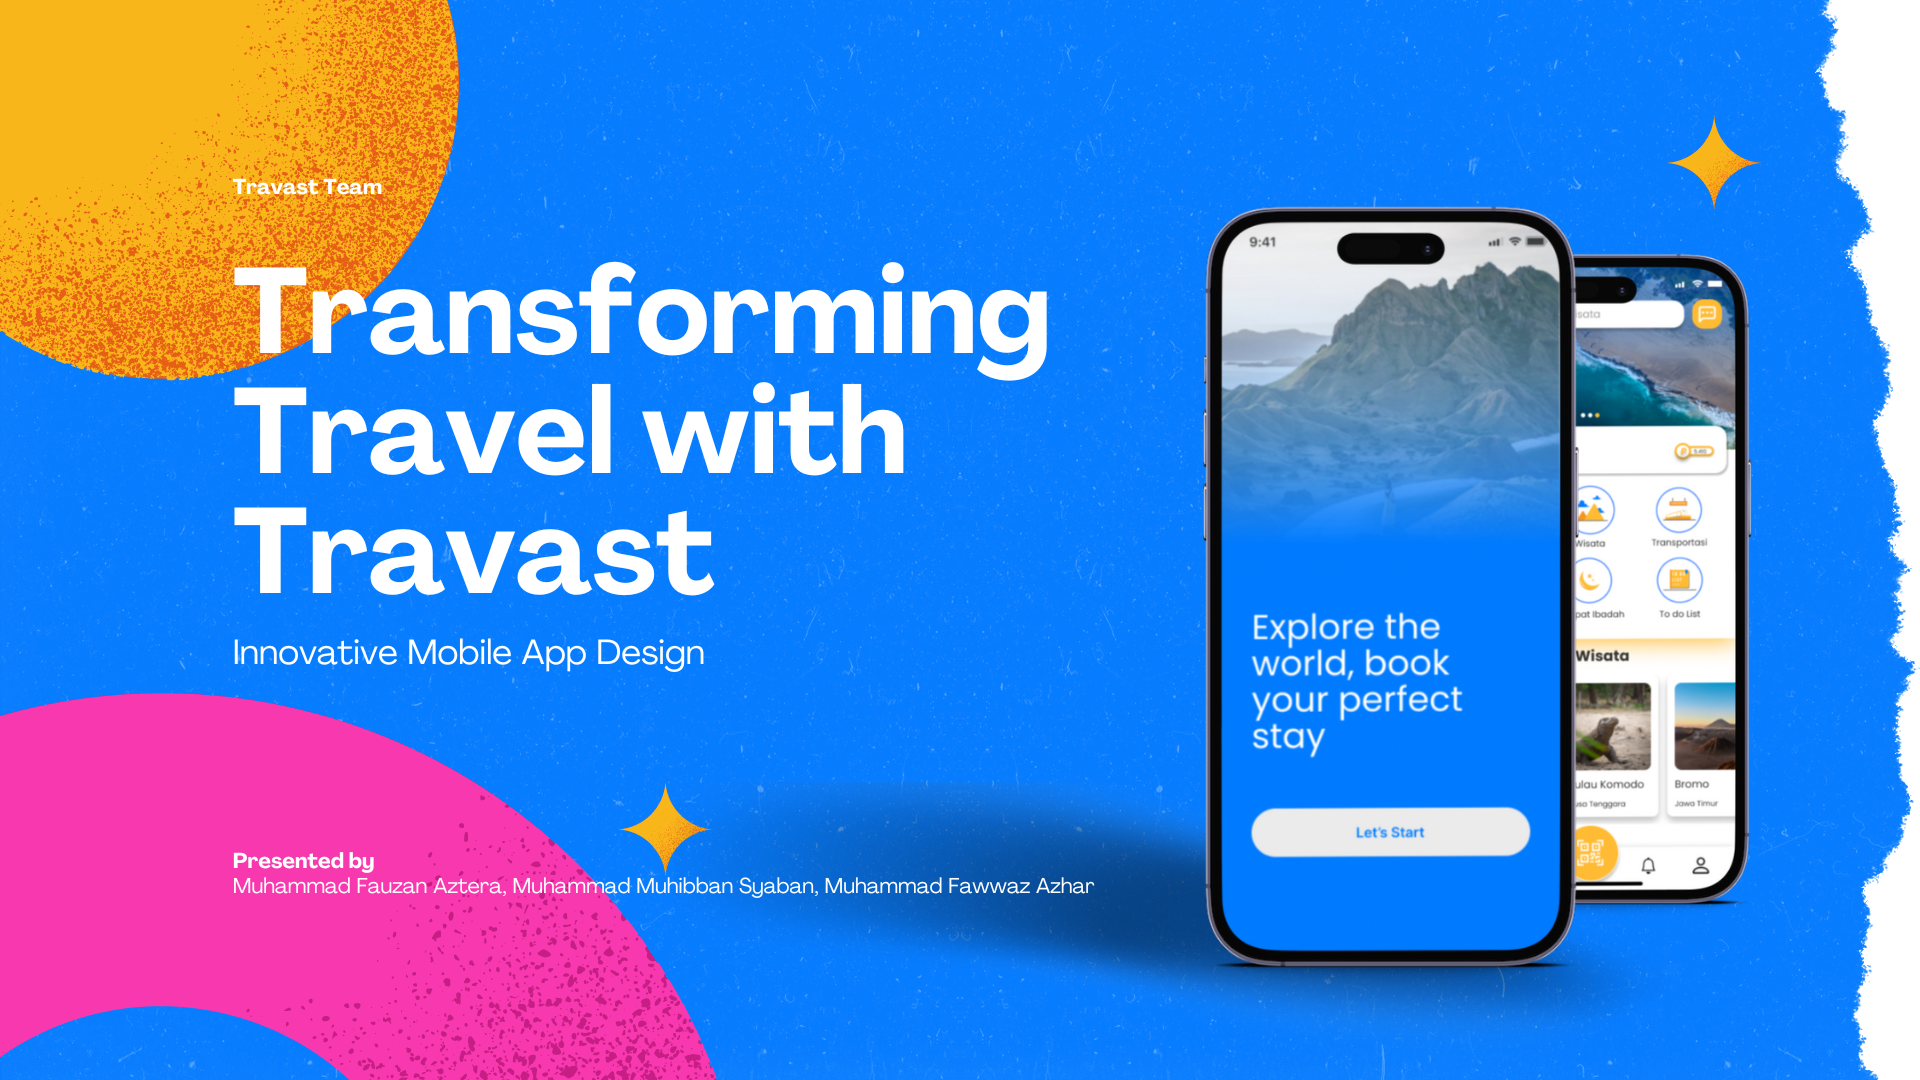 Travast Team
Transforming
Travel with
Travast
Innovative Mobile App Design
Presented by
Muhammad Fauzan Aztera, Muhammad Muhibban Syaban, Muhammad Fawwaz Azhar
9:41
Explore the
world, book
your perfect
stay
Let's Start
isata
Wisata
Transportasi
pat Ibadah
To do List
Wisata
ulau Komodo
Bromo
usa Tenggara
Jawa Timur